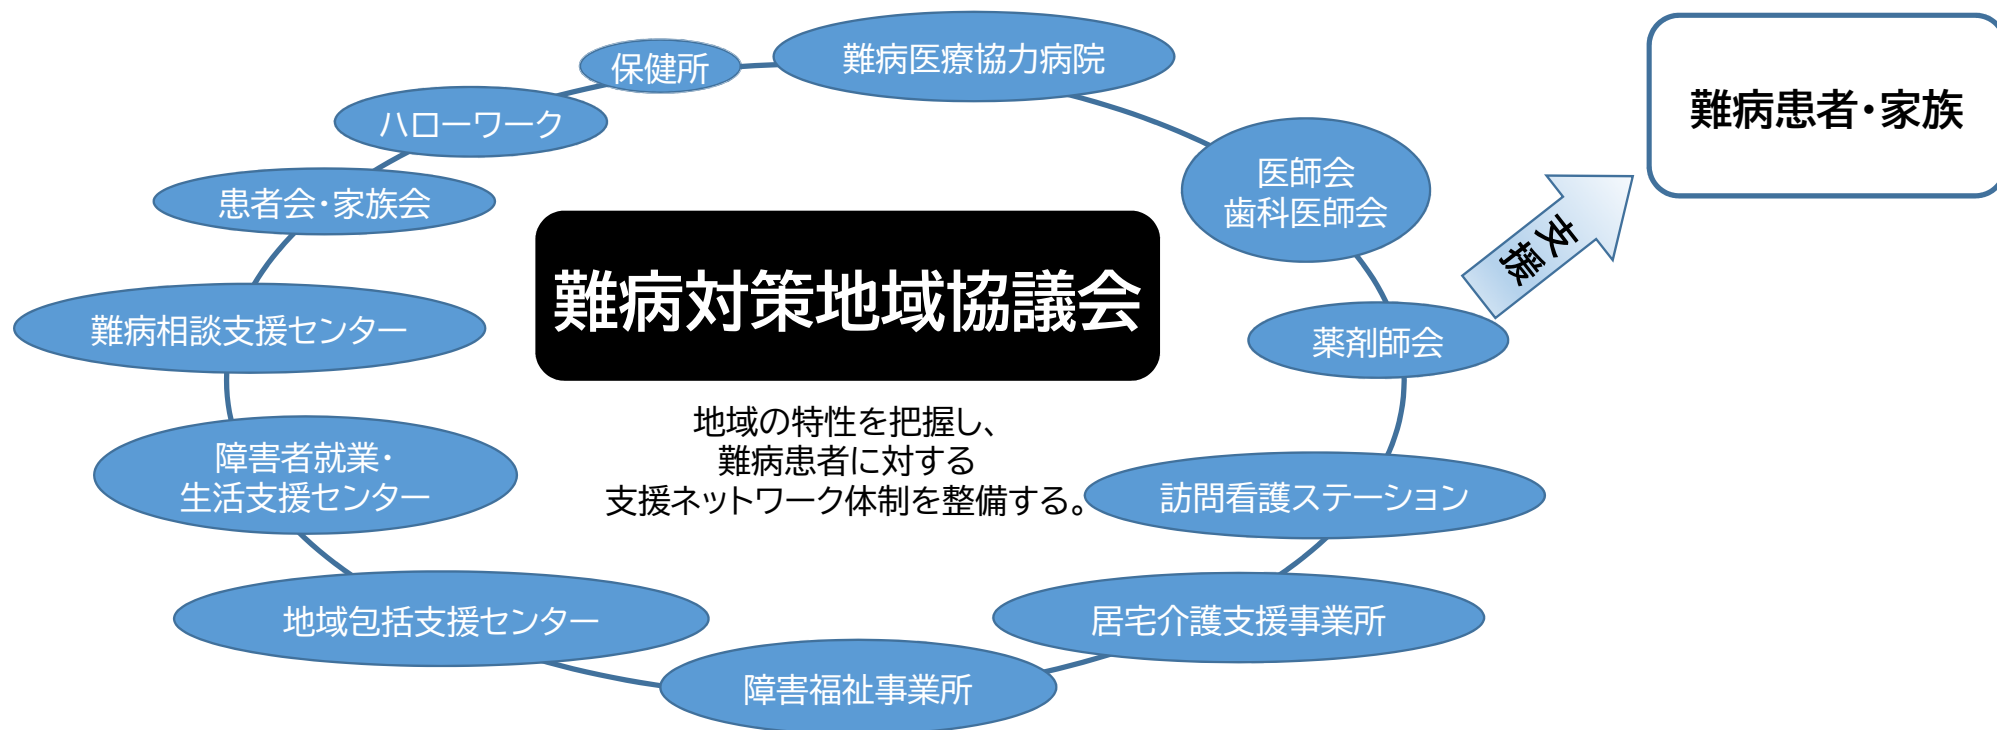 保健所
難病医療協力病院
難病患者・家族
ハローワーク
医師会
歯科医師会
患者会・家族会
支援
難病対策地域協議会
難病相談支援センター
薬剤師会
地域の特性を把握し、
難病患者に対する
支援ネットワーク体制を整備する。
障害者就業・
生活支援センター
訪問看護ステーション
地域包括支援センター
居宅介護支援事業所
障害福祉事業所